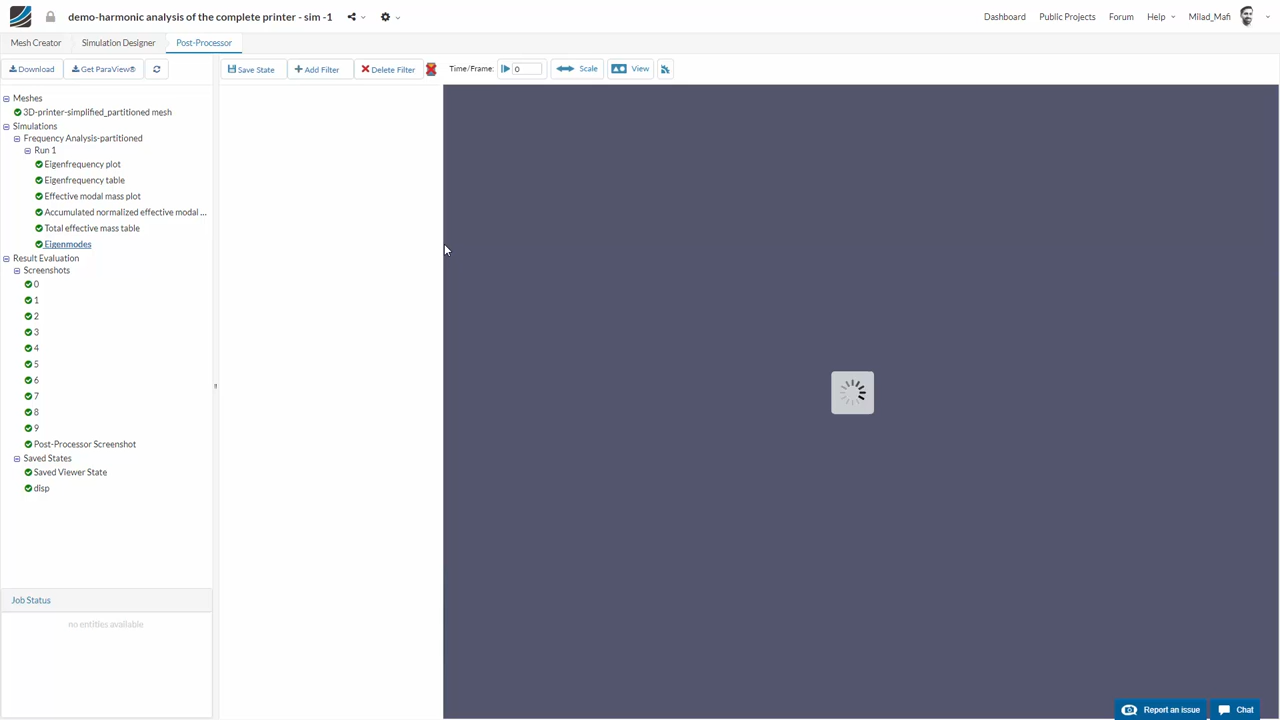 demo-harmonic analysis of the complete printer - sim -1
Dashboard
Public Projects
Forum
Help
Milad_Mafi
Mesh Creator
Simulation Designer
Post-Processor
Download
Get ParaView®
Save State
Add Filter
Delete Filter
Time/Frame:
0
Scale
View
Meshes
3D-printer-simplified_partitioned mesh
Simulations
Frequency Analysis-partitioned
Run 1
Eigenfrequency plot
Eigenfrequency table
Effective modal mass plot
Accumulated normalized effective modal ...
Total effective mass table
Eigenmodes
Result Evaluation
Screenshots
0
1
2
3
4
5
6
7
8
9
Post-Processor Screenshot
Saved States
Saved Viewer State
disp
Job Status
no entities available
Report an issue
Chat